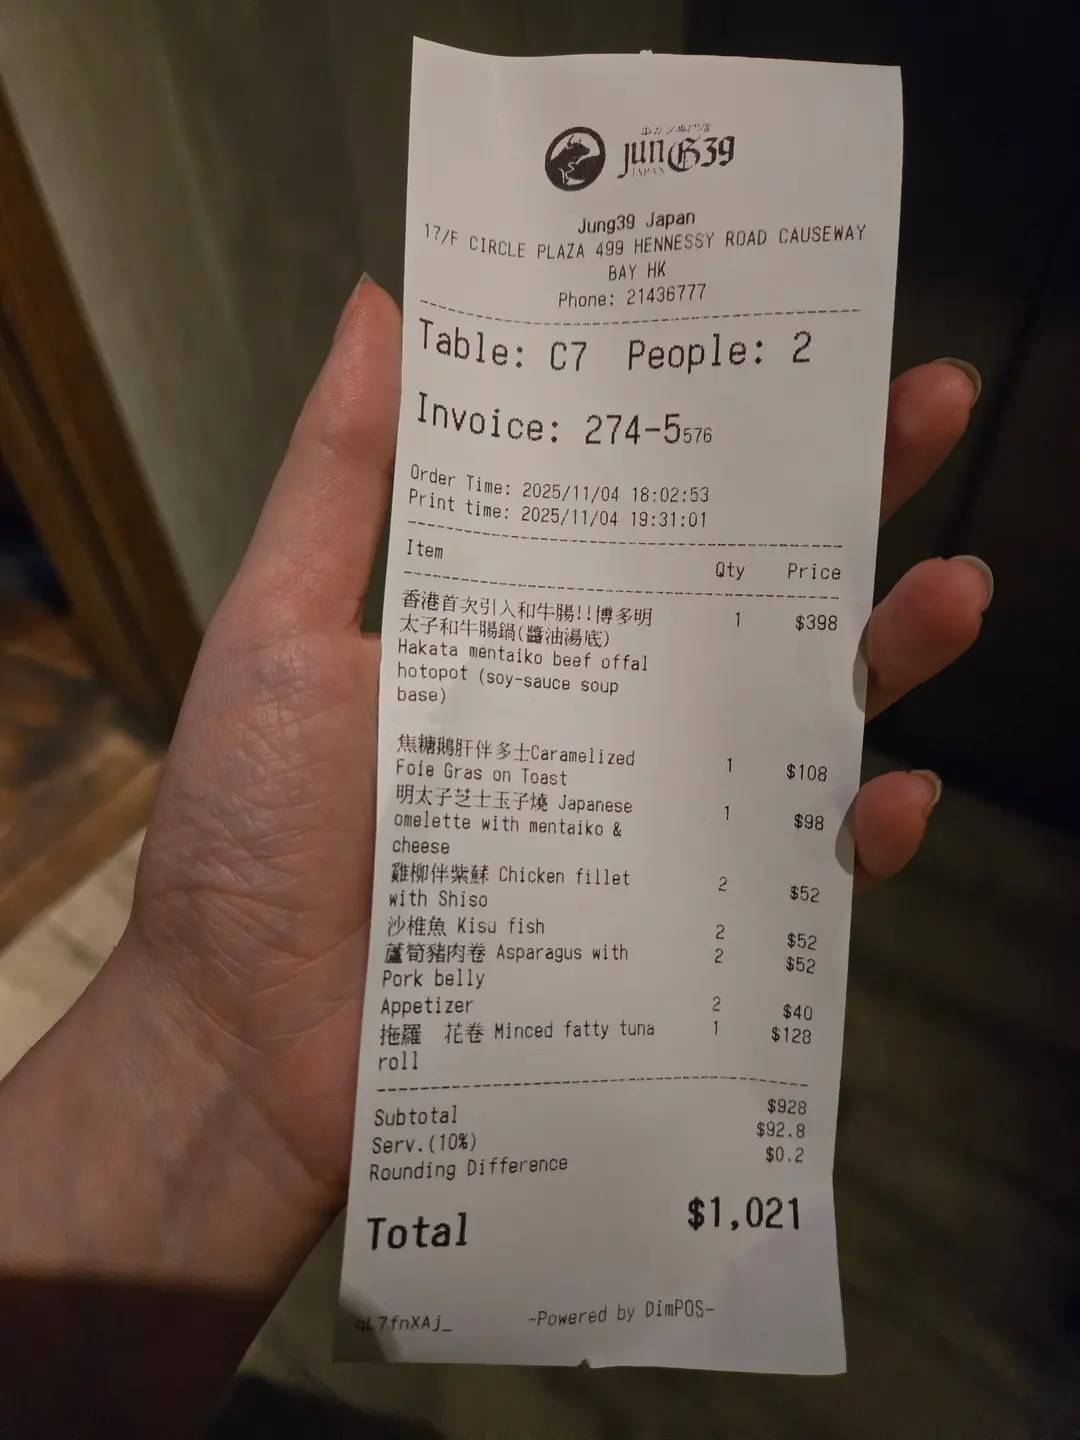 串カツ専門店
jung39
JAPAN
Jung39 Japan
17/F CIRCLE PLAZA 499 HENNESSY ROAD CAUSEWAY
BAY HK
Phone: 21436777
Table: C7 People: 2
Invoice: 274-5576
Order Time: 2025/11/04 18:02:53
Print time: 2025/11/04 19:31:01
Item Qty Price
香港首次引入和牛腸!!博多明 1 $398
太子和牛腸鍋(醬油湯底)
Hakata mentaiko beef offal
hotopot (soy-sauce soup
base)
焦糖鵝肝伴多士Caramelized 1 $108
Foie Gras on Toast
明太子芝士玉子燒 Japanese 1 $98
omelette with mentaiko &
cheese
雞柳伴紫蘇 Chicken fillet 2 $52
with Shiso
沙椎魚 Kisu fish 2 $52
蘆筍豬肉卷 Asparagus with 2 $52
Pork belly
Appetizer 2 $40
拖羅 花卷 Minced fatty tuna 1 $128
roll
Subtotal $928
Serv.(10%) $92.8
Rounding Difference $0.2
Total $1,021
qL7fnXAj_ -Powered by DimPOS-